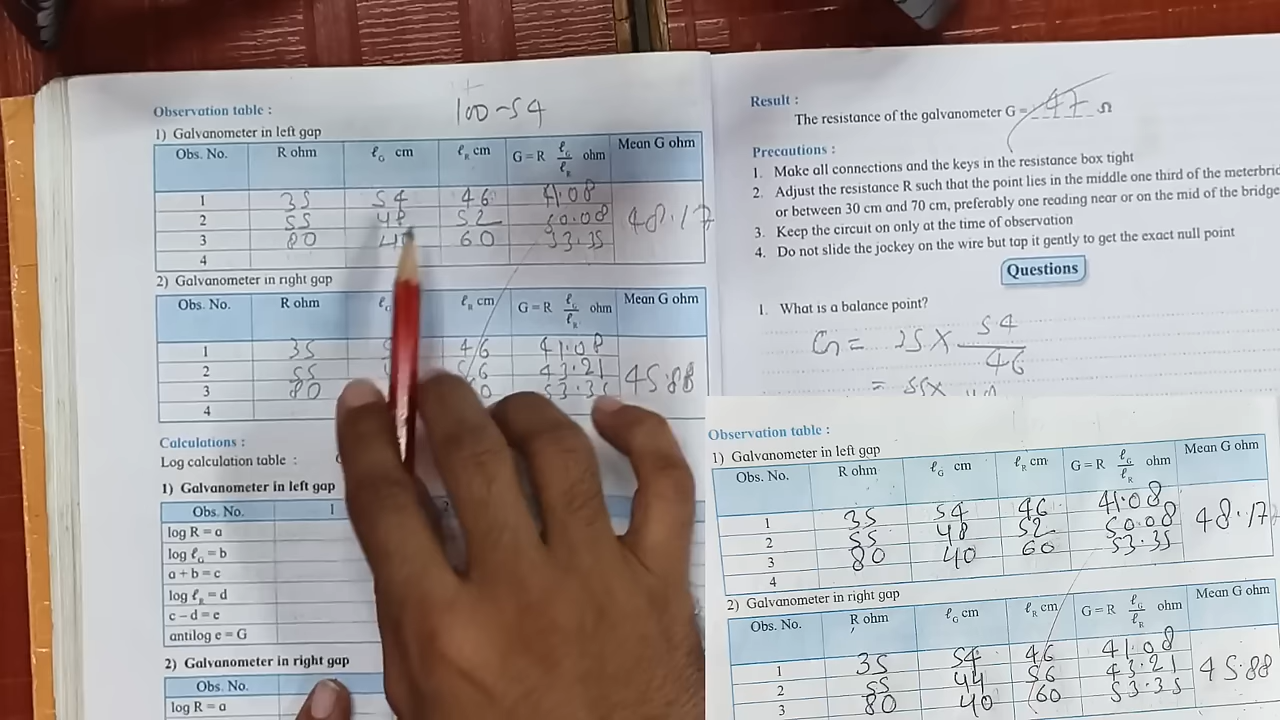 Observation table :
100-54
1) Galvanometer in left gap
Obs. No. R ohm ℓG cm ℓR cm G = R ℓG/ℓR ohm Mean G ohm
1 35 54 46 41.08
2 55 48 52 50.08 48.17
3 80 40 60 53.35
4
2) Galvanometer in right gap
Obs. No. R ohm ℓR cm G = R ℓG/ℓR ohm Mean G ohm
1 35 46 41.08
2 55 56 43.21 45.88
3 80 53.35
4
Calculations :
Log calculation table :
1) Galvanometer in left gap
Obs. No. 1
log R = a
log ℓG = b
a + b = c
log ℓR = d
c – d = e
antilog e = G
2) Galvanometer in right gap
Obs. No.
log R = a
Result :
The resistance of the galvanometer G = 47 Ω
Precautions :
1. Make all connections and the keys in the resistance box tight
2. Adjust the resistance R such that the point lies in the middle one third of the meterbridge
or between 30 cm and 70 cm, preferably one reading near or on the mid of the bridge
3. Keep the circuit on only at the time of observation
4. Do not slide the jockey on the wire but tap it gently to get the exact null point
Questions
1. What is a balance point?
G = 35 × 54/46
= 55×
Observation table :
1) Galvanometer in left gap
Obs. No. R ohm ℓG cm ℓR cm G = R ℓG/ℓR ohm Mean G ohm
1 35 54 46 41.08
2 55 48 52 50.08 48.17
3 80 40 60 53.35
4
2) Galvanometer in right gap
Obs. No. R ohm ℓG cm ℓR cm G = R ℓG/ℓR ohm Mean G ohm
1 35 54 46 41.08
2 55 44 56 43.21 45.88
3 80 40 60 53.35